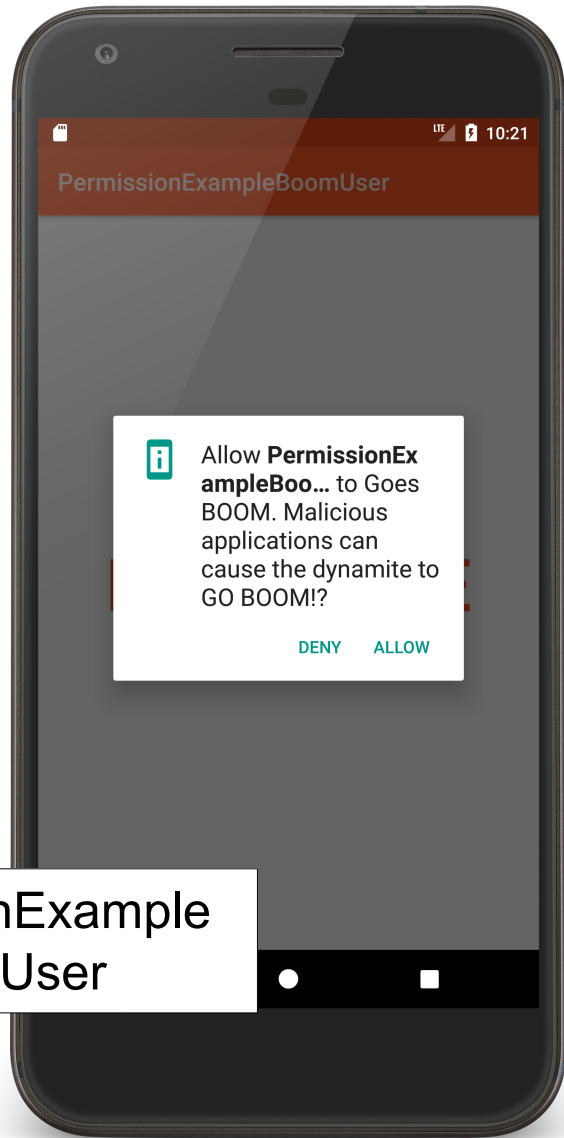 LTE 10:21
PermissionExampleBoomUser
Allow PermissionEx
ampleBoo... to Goes
BOOM. Malicious
applications can
cause the dynamite to
GO BOOM!?
DENY ALLOW
nExample
User